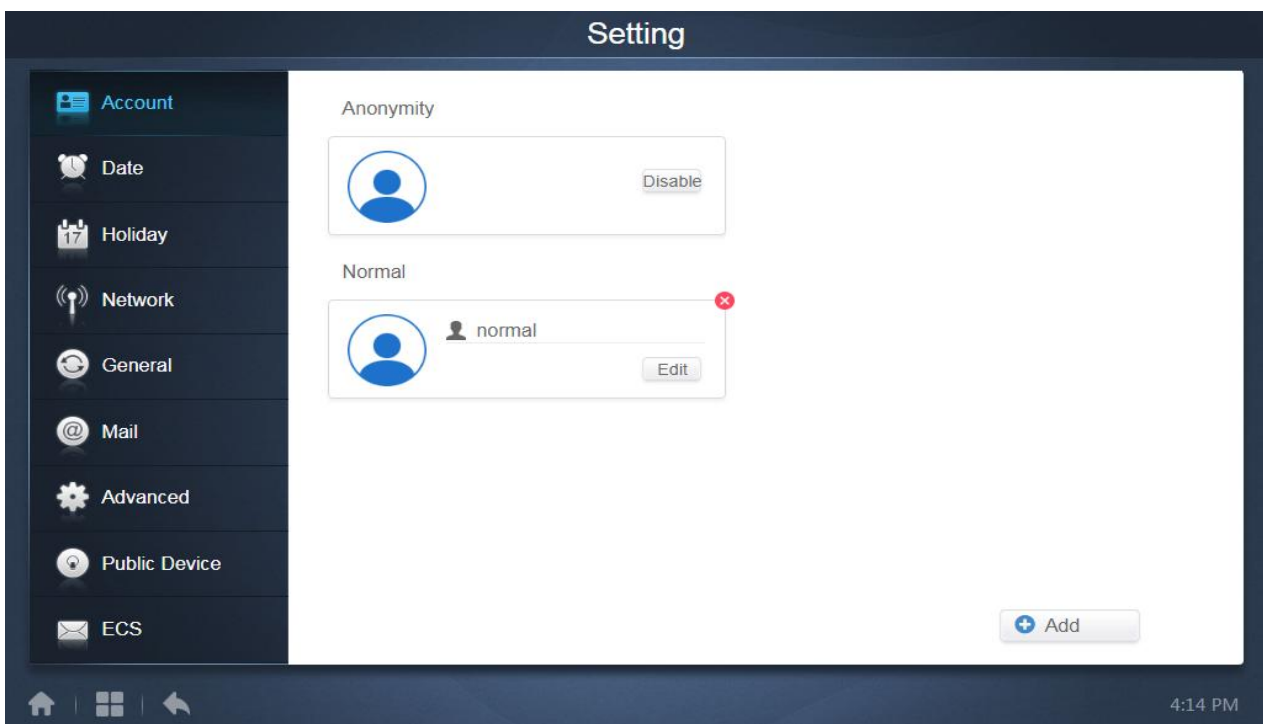 Setting
Account
Date
17
Holiday
Network
General
@
Mail
Advanced
Public Device
ECS
Anonymity
Disable
Normal
normal
Edit
Add
4:14 PM